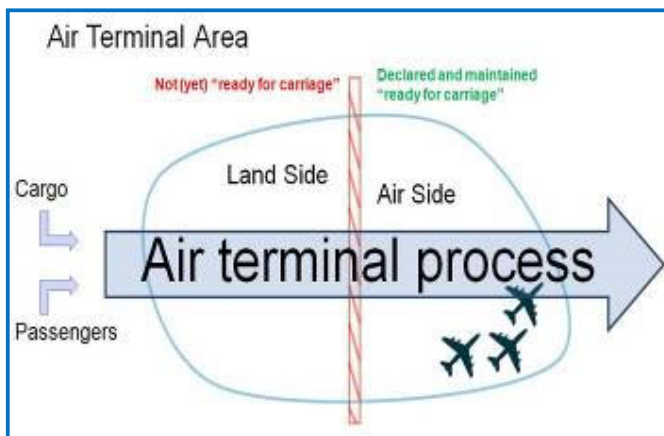 Air Terminal Area
Not (yet) “ready for carriage”
Declared and maintained
“ready for carriage”
Land Side
Air Side
Cargo
Air terminal process
Passengers